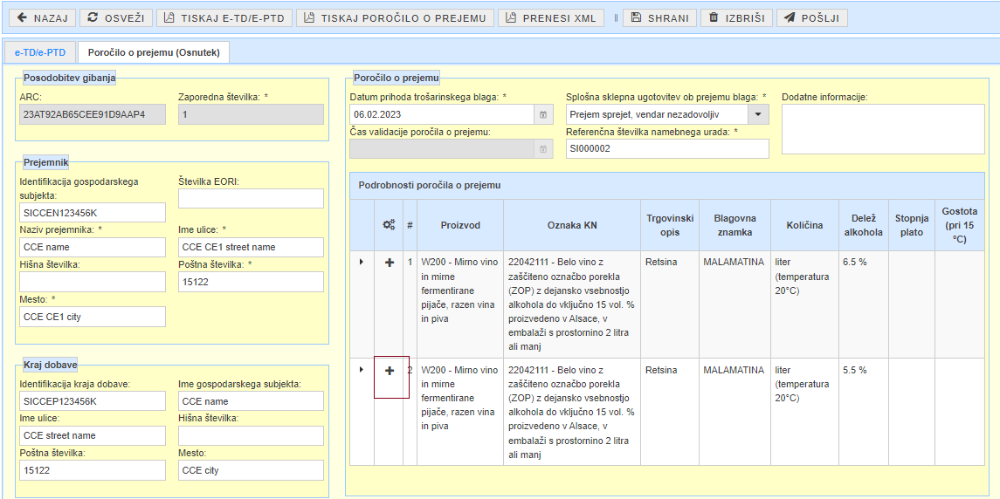 NAZAJ OSVEŽI TISKAJ E-TD/E-PTD TISKAJ POROČILO O PREJEMU PRENESI XML SHRANI IZBRIŠI POŠLJI
e-TD/e-PTD Poročilo o prejemu (Osnutek)
Posodobitev gibanja
ARC: Zaporedna številka: *
23AT92AB65CEE91D9AAP4 1
Prejemnik
Identifikacija gospodarskega
subjekta:
Številka EORI:
SICCEN123456K
Naziv prejemnika: * Ime ulice: *
CCE name CCE CE1 street name
Hišna številka: Poštna številka: *
15122
Mesto: *
CCE CE1 city
Kraj dobave
Identifikacija kraja dobave: Ime gospodarskega subjekta:
SICCEP123456K CCE name
Ime ulice: Hišna številka:
CCE street name
Poštna številka: Mesto:
15122 CCE city
Poročilo o prejemu
Datum prihoda trošarinskega blaga: * Splošna sklepna ugotovitev ob prejemu blaga: * Dodatne informacije:
06.02.2023 Prejem sprejet, vendar nezadovoljiv
Čas validacije poročila o prejemu: Referenčna številka namebnega urada: *
SI000002
Podrobnosti poročila o prejemu
# Proizvod Oznaka KN
Trgovinski
opis
Blagovna
znamka
Količina
Delež
alkohola
Stopnja
plato
Gostota
(pri 15
°C)
1
W200 - Mirno vino
in mirne
fermentirane
pijače, razen vina
in piva
22042111 - Belo vino z
zaščiteno označbo porekla
(ZOP) z dejansko vsebnostjo
alkohola do vključno 15 vol. %
proizvedeno v Alsace, v
embalaži s prostornino 2 litra
ali manj
Retsina
MALAMATINA
liter
(temperatura
20°C)
6.5 %
2
W200 - Mirno vino
in mirne
fermentirane
pijače, razen vina
in piva
22042111 - Belo vino z
zaščiteno označbo porekla
(ZOP) z dejansko vsebnostjo
alkohola do vključno 15 vol. %
proizvedeno v Alsace, v
embalaži s prostornino 2 litra
ali manj
Retsina
MALAMATINA
liter
(temperatura
20°C)
5.5 %